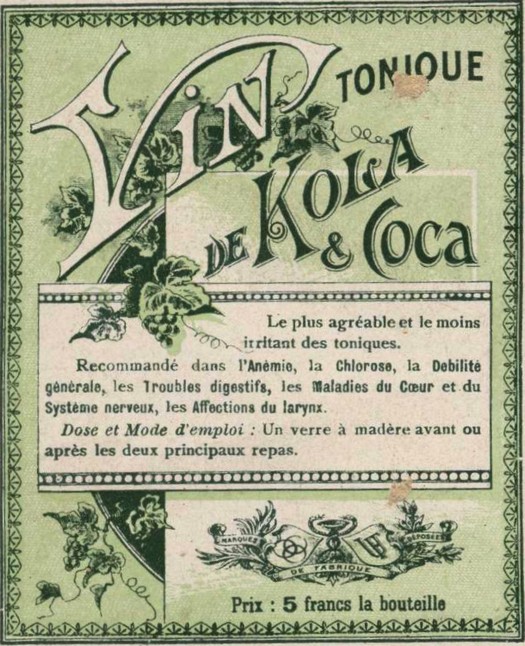 Vin TONIQUE
DE KOLA
& Coca
Le plus agréable et le moins
irritant des toniques.
Recommandé dans l'Anèmie, la Chlorose, la Debilité
gènèrale, les Troubles digestifs, les Maladies du Cœur et du
Système nerveux, les Affections du larynx.
Dose et Mode d'emploi : Un verre à madère avant ou
après les deux principaux repas.
MARQUES DÉPOSÉES
DE FABRIQUE
Prix : 5 francs la bouteille